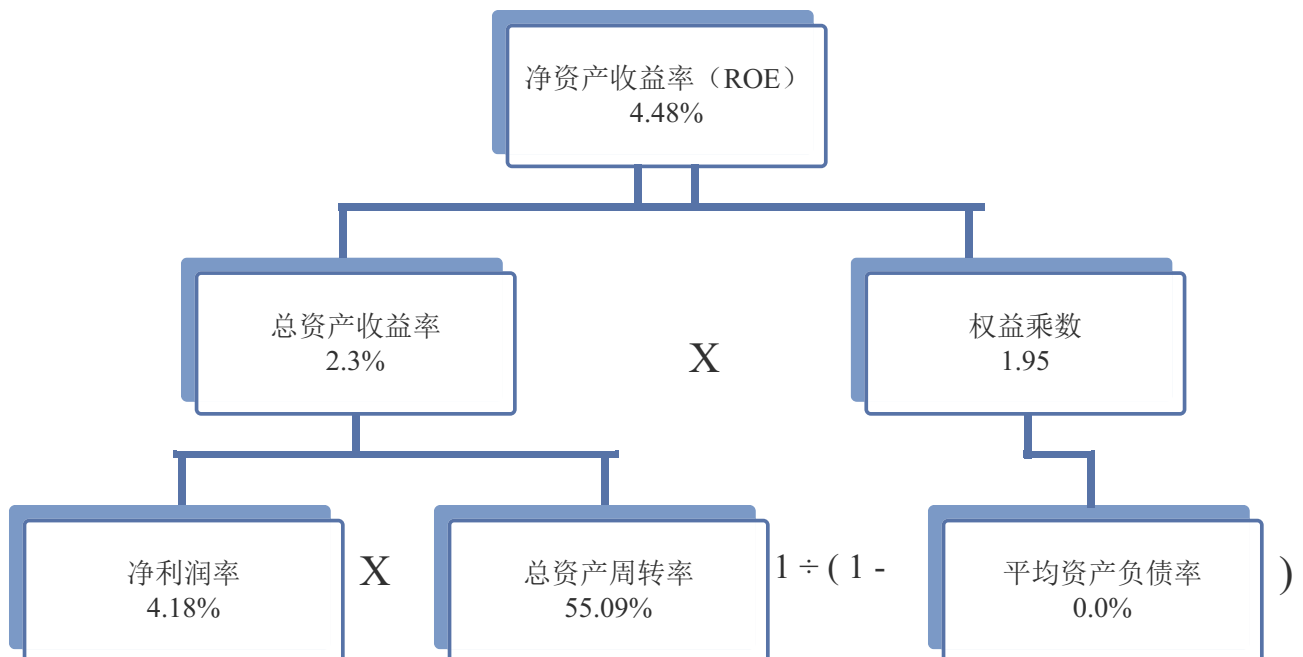 净资产收益率（ROE）
4.48%
总资产收益率
2.3%
X
权益乘数
1.95
净利润率
4.18%
X
总资产周转率
55.09%
1 ÷ ( 1 -
平均资产负债率
0.0%
)